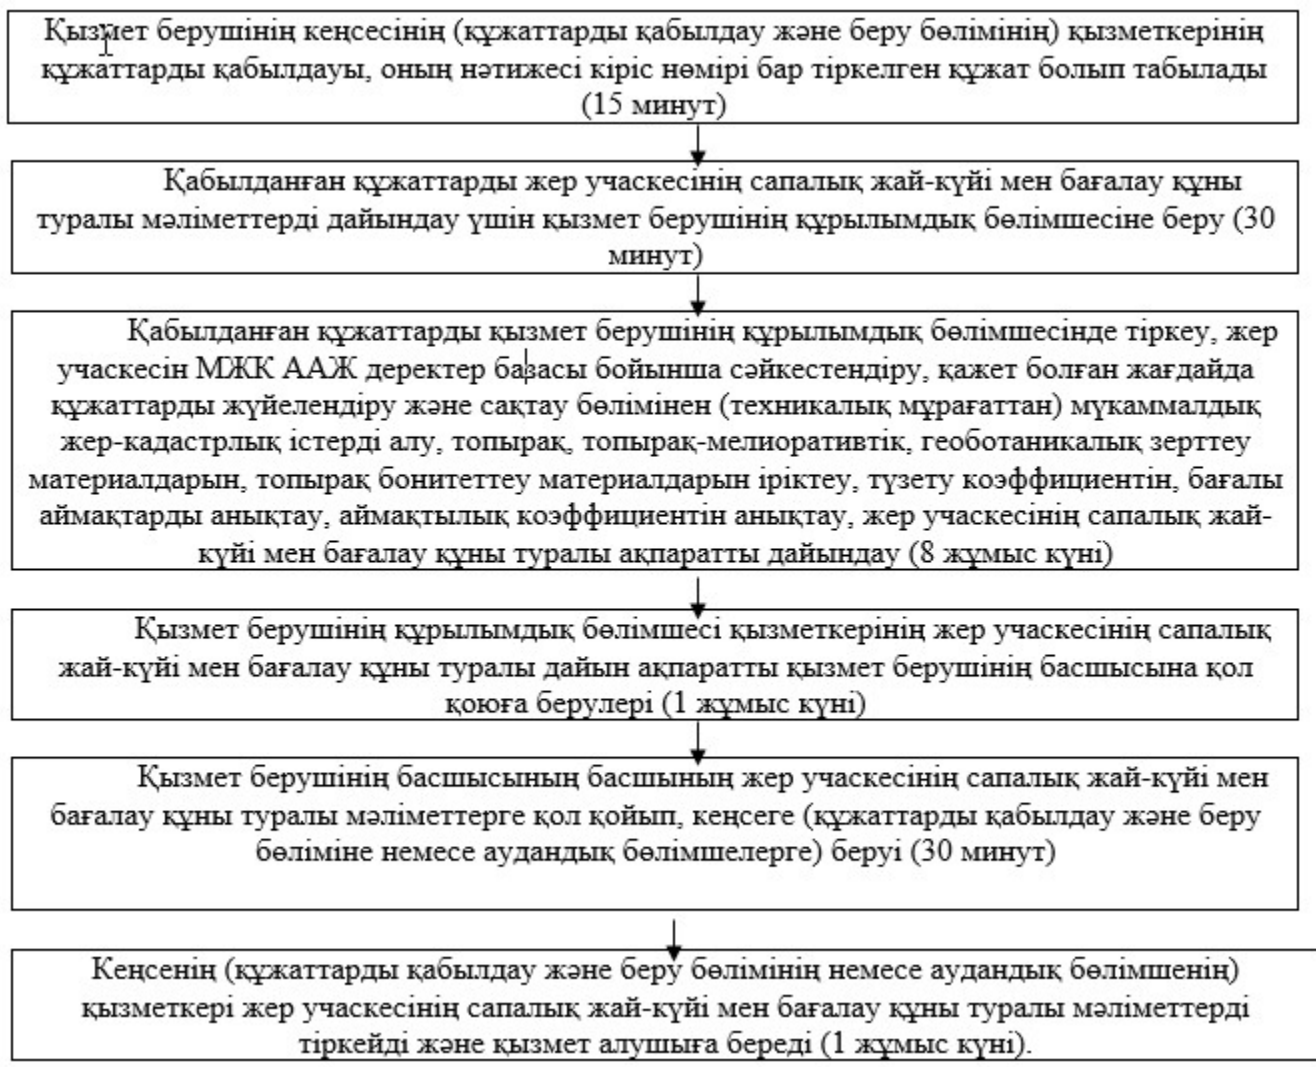 Қызмет берушінің кеңсесінің (құжаттарды қабылдау және беру бөлімінің) қызметкерінің
құжаттарды қабылдауы, оның нәтижесі кіріс нөмірі бар тіркелген құжат болып табылады
(15 минут)
Қабылданған құжаттарды жер учаскесінің сапалық жай-күйі мен бағалау құны
туралы мәліметтерді дайындау үшін қызмет берушінің құрылымдық бөлімшесіне беру (30
минут)
Қабылданған құжаттарды қызмет берушінің құрылымдық бөлімшесінде тіркеу, жер
учаскесін МЖК ААЖ деректер базасы бойынша сәйкестендіру, қажет болған жағдайда
құжаттарды жүйелендіру және сақтау бөлімінен (техникалық мұрағаттан) мүкаммалдық
жер-кадастрлық істерді алу, топырақ, топырақ-мелиоративтік, геоботаникалық зерттеу
материалдарын, топырақ бонитеттеу материалдарын іріктеу, түзету коэффициентін, бағалы
аймақтарды анықтау, аймақтылық коэффициентін анықтау, жер учаскесінің сапалық жай-
күйі мен бағалау құны туралы ақпаратты дайындау (8 жұмыс күні)
Қызмет берушінің құрылымдық бөлімшесі қызметкерінің жер учаскесінің сапалық
жай-күйі мен бағалау құны туралы дайын ақпаратты қызмет берушінің басшысына қол
қоюға берулері (1 жұмыс күні)
Қызмет берушінің басшысының басшының жер учаскесінің сапалық жай-күйі мен
бағалау құны туралы мәліметтерге қол қойып, кеңсеге (құжаттарды қабылдау және беру
бөліміне немесе аудандық бөлімшелерге) беруі (30 минут)
Кеңсенің (құжаттарды қабылдау және беру бөлімінің немесе аудандық бөлімшенің)
қызметкері жер учаскесінің сапалық жай-күйі мен бағалау құны туралы мәліметтерді
тіркейді және қызмет алушыға береді (1 жұмыс күні).